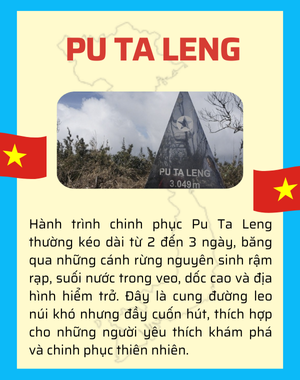 PU TA LENG
PU TA LENG
3.049 m
Hành trình chinh phục Pu Ta Leng
thường kéo dài từ 2 đến 3 ngày, băng
qua những cánh rừng nguyên sinh rậm
rạp, suối nước trong veo, dốc cao và địa
hình hiểm trở. Đây là cung đường leo
núi khó nhưng đầy cuốn hút, thích hợp
cho những người yêu thích khám phá
và chinh phục thiên nhiên.